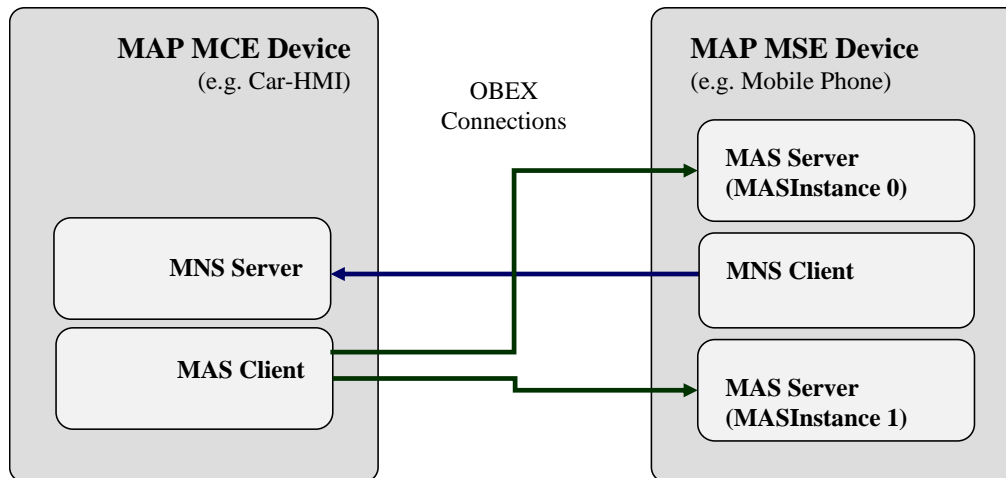 MAP MCE Device
(e.g. Car-HMI)
MNS Server
MAS Client
OBEX
Connections
MAP MSE Device
(e.g. Mobile Phone)
MAS Server
(MASInstance 0)
MNS Client
MAS Server
(MASInstance 1)